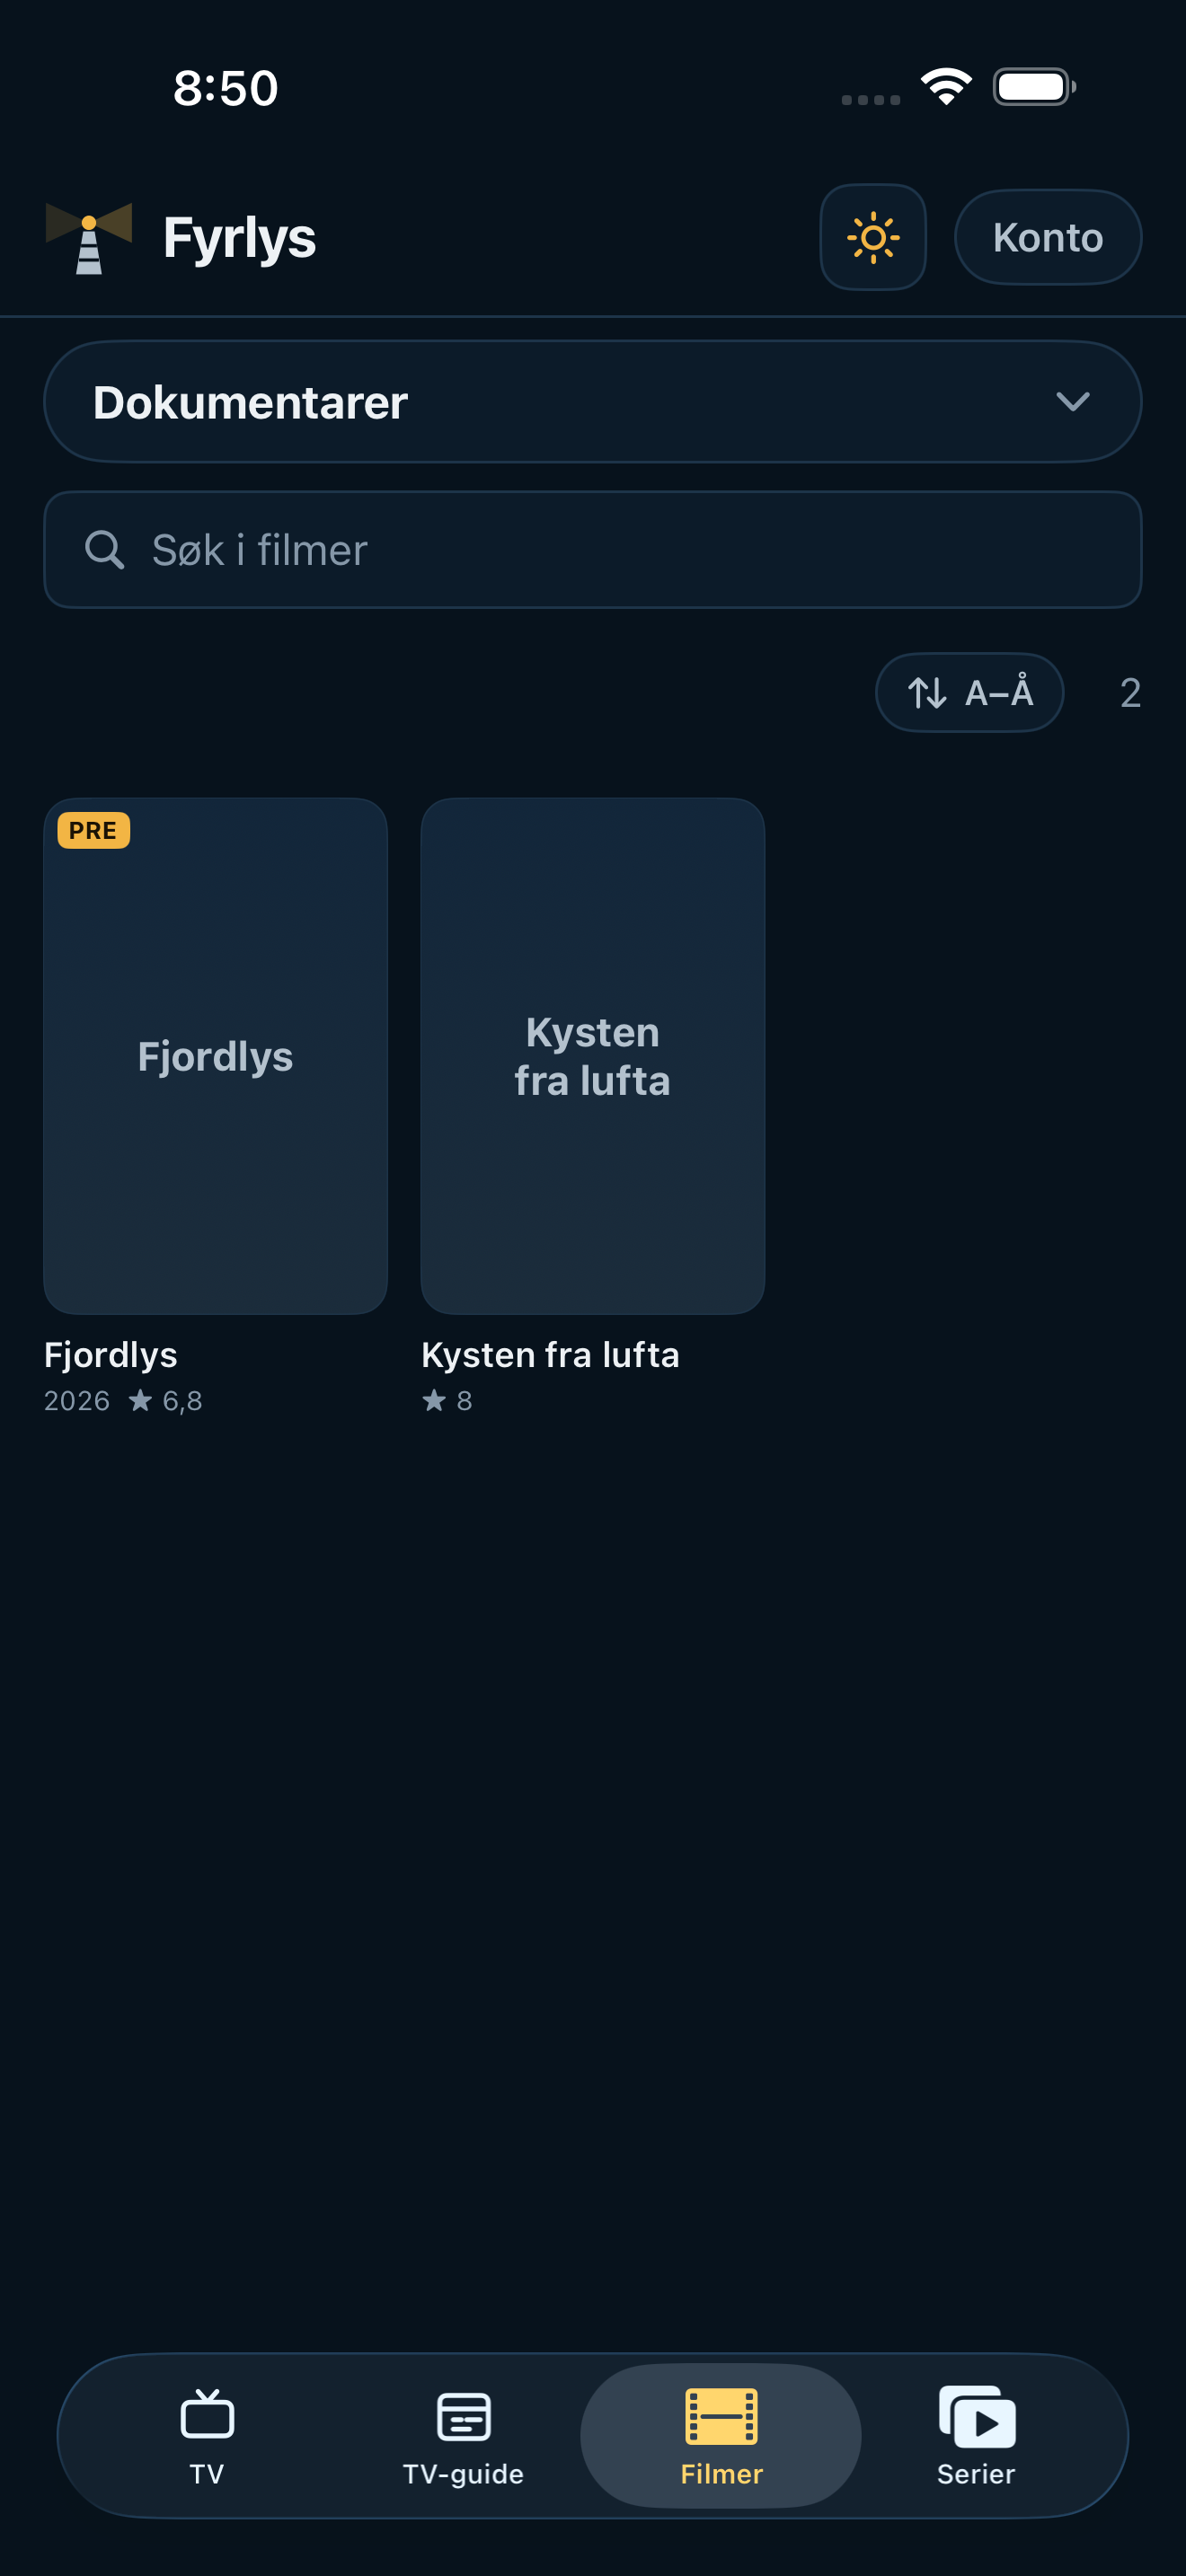 8:50
Fyrlys
Konto
Dokumentarer
Søk i filmer
A–Å
2
PRE
Fjordlys
Kysten
fra lufta
Fjordlys
2026 ★ 6,8
Kysten fra lufta
★ 8
TV
TV-guide
Filmer
Serier